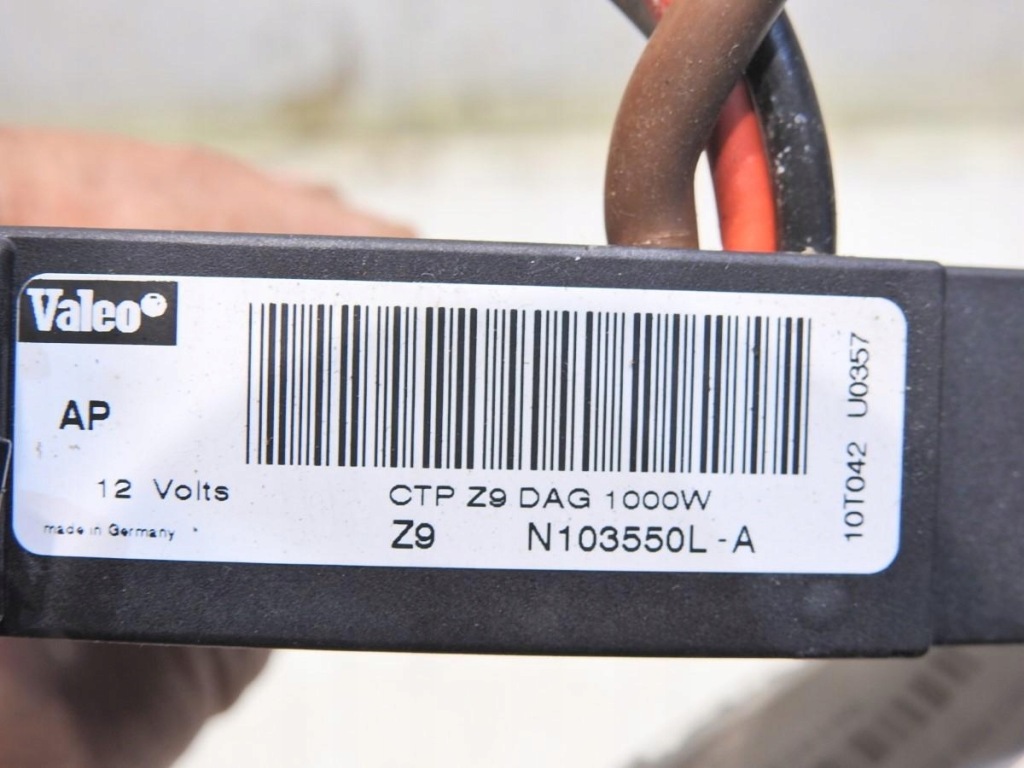 Valeo
AP
12 Volts
made in Germany
CTP Z9 DAG 1000W
Z9 N103550L-A
10T042 U0357